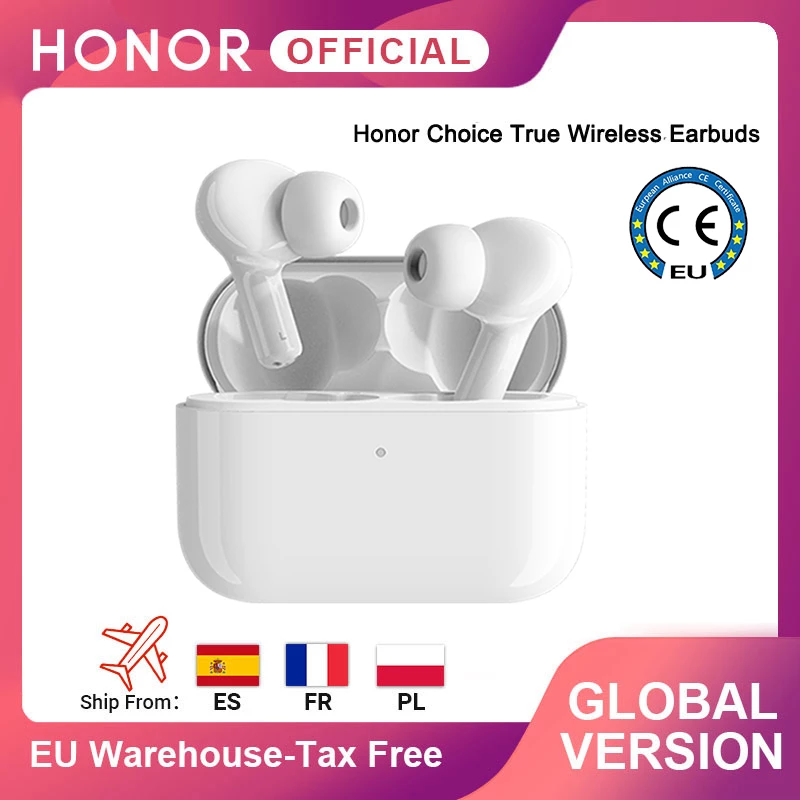 HONOR OFFICIAL
Honor Choice True Wireless Earbuds
European Alliance CE Certificate
CE
EU
L
Ship From:
ES
FR
PL
GLOBAL
VERSION
EU Warehouse-Tax Free